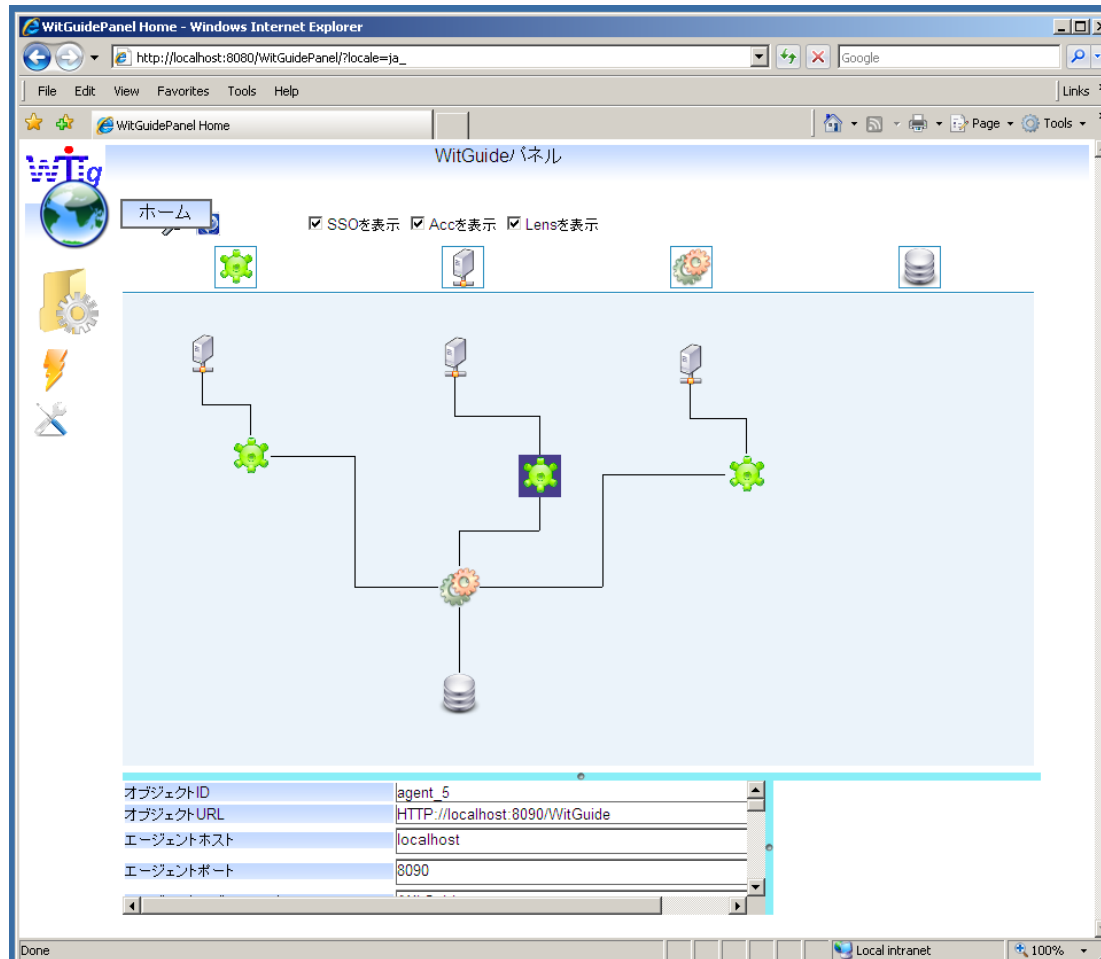 WitGuidePanel Home - Windows Internet Explorer
http://localhost:8080/WitGuidePanel/?locale=ja_
Google
File Edit View Favorites Tools Help
Links
WitGuidePanel Home
Page Tools
WitGuideパネル
ホーム
SSOを表示 Accを表示 Lensを表示
オブジェクトID agent_5
オブジェクトURL HTTP://localhost:8090/WitGuide
エージェントホスト localhost
エージェントポート 8090
Done
Local intranet
100%